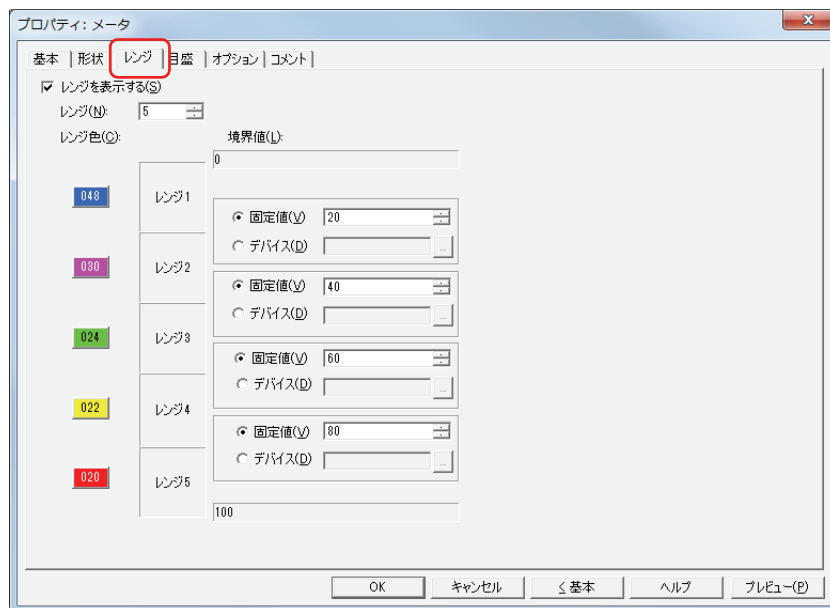 プロパティ: メータ
基本 形状 レンジ 目盛 オプション コメント
レンジを表示する(S)
レンジ(N): 5
レンジ色(C): 境界値(L):
0
048 レンジ1
固定値(V) 20
デバイス(D) ...
030 レンジ2
固定値(V) 40
デバイス(D) ...
024 レンジ3
固定値(V) 60
デバイス(D) ...
022 レンジ4
固定値(V) 80
デバイス(D) ...
020 レンジ5
100
OK キャンセル < 基本 ヘルプ プレビュー(P)